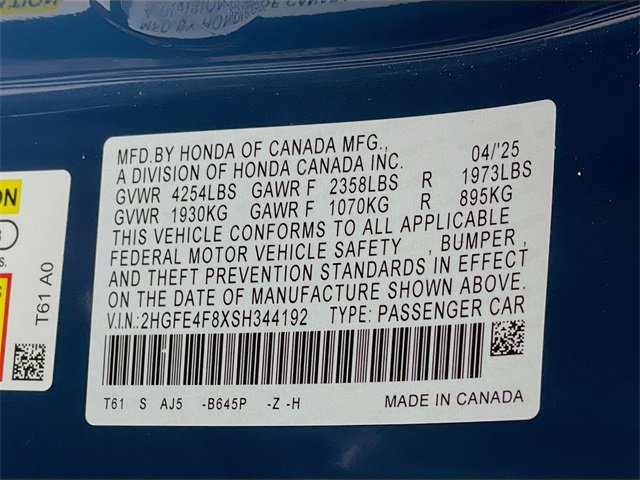 MFD.BY HONDA OF CANADA MFG.,
A DIVISION OF HONDA CANADA INC. 04/'25
GVWR 4254LBS GAWR F 2358LBS R 1973LBS
GVWR 1930KG GAWR F 1070KG R 895KG
THIS VEHICLE CONFORMS TO ALL APPLICABLE
FEDERAL MOTOR VEHICLE SAFETY , BUMPER ,
AND THEFT PREVENTION STANDARDS IN EFFECT
ON THE DATE OF MANUFACTURE SHOWN ABOVE.
V.I.N.:2HGFE4F8XSH344192 TYPE: PASSENGER CAR
T61 S AJ5 -B645P -Z -H MADE IN CANADA
T61 A0